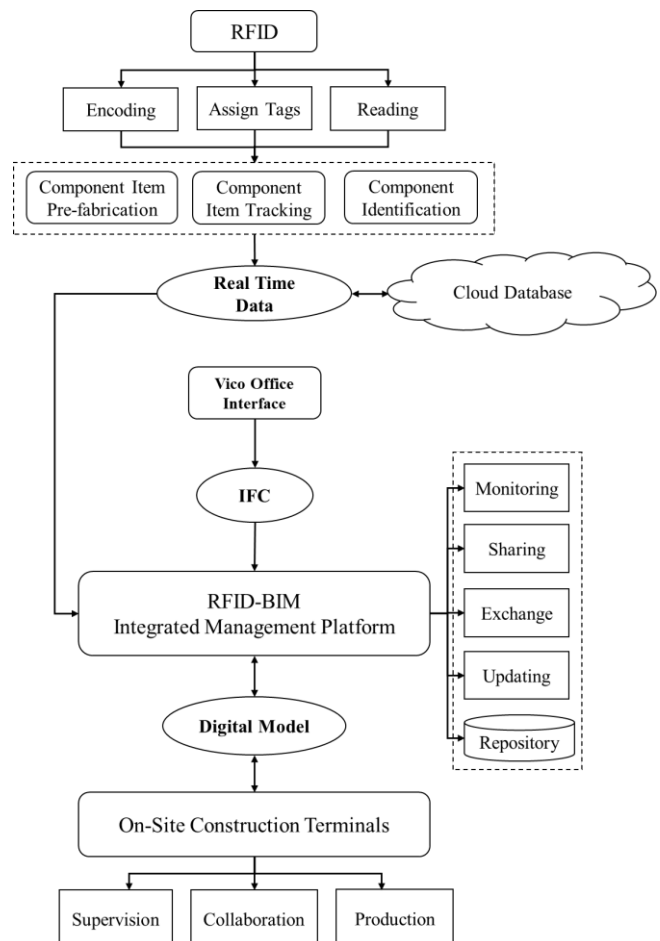 RFID
Encoding
Assign Tags
Reading
Component Item
Pre-fabrication
Component
Item Tracking
Component
Identification
Real Time
Data
Cloud Database
Vico Office
Interface
IFC
Monitoring
Sharing
RFID-BIM
Integrated Management Platform
Exchange
Updating
Digital Model
Repository
On-Site Construction Terminals
Supervision
Collaboration
Production